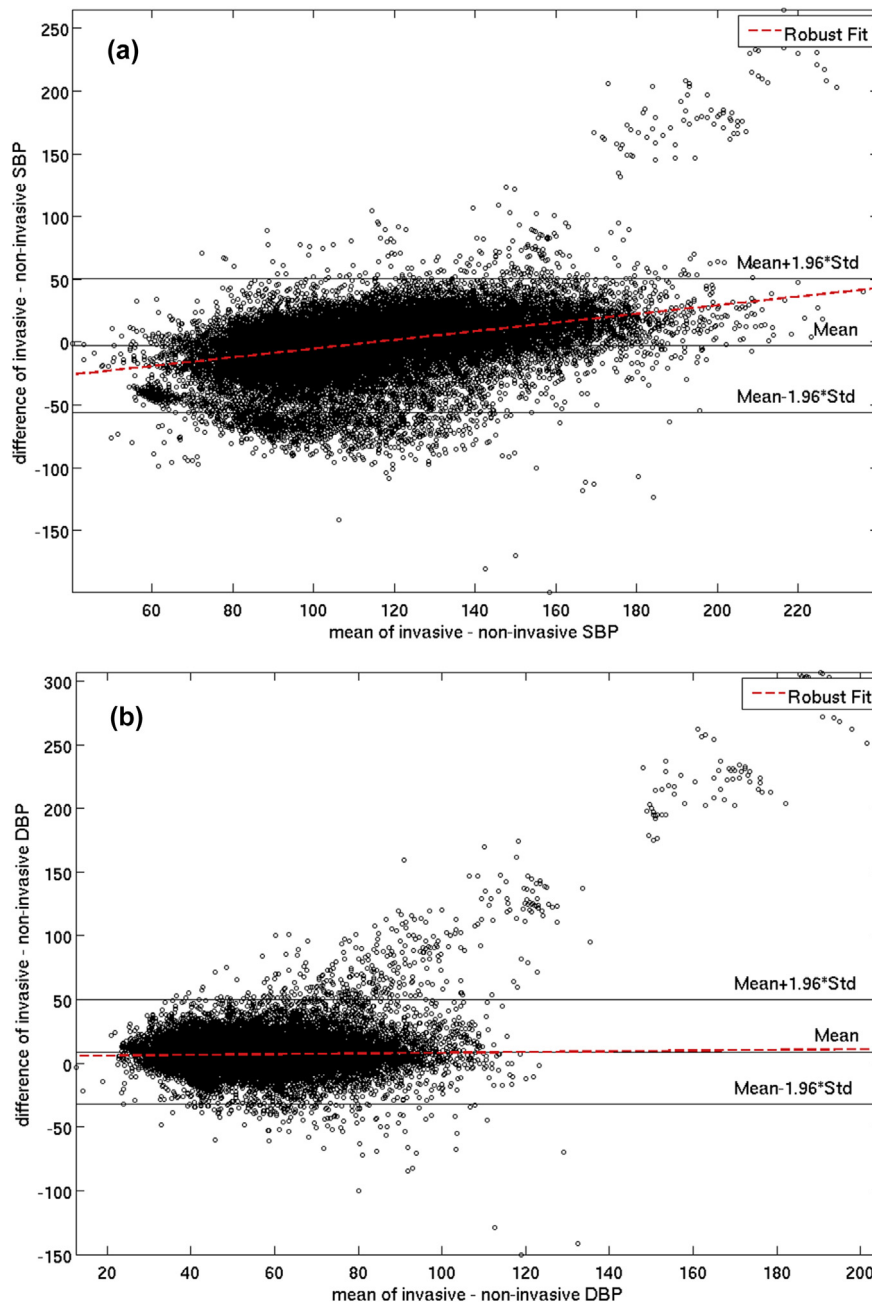 (a)
Robust Fit
250
200
150
100
50
0
-50
-100
-150
difference of invasive - non-invasive SBP
Mean+1.96*Std
Mean
Mean-1.96*Std
60 80 100 120 140 160 180 200 220
mean of invasive - non-invasive SBP
(b)
Robust Fit
300
250
200
150
100
50
0
-50
-100
-150
difference of invasive - non-invasive DBP
Mean+1.96*Std
Mean
Mean-1.96*Std
20 40 60 80 100 120 140 160 180 200
mean of invasive - non-invasive DBP